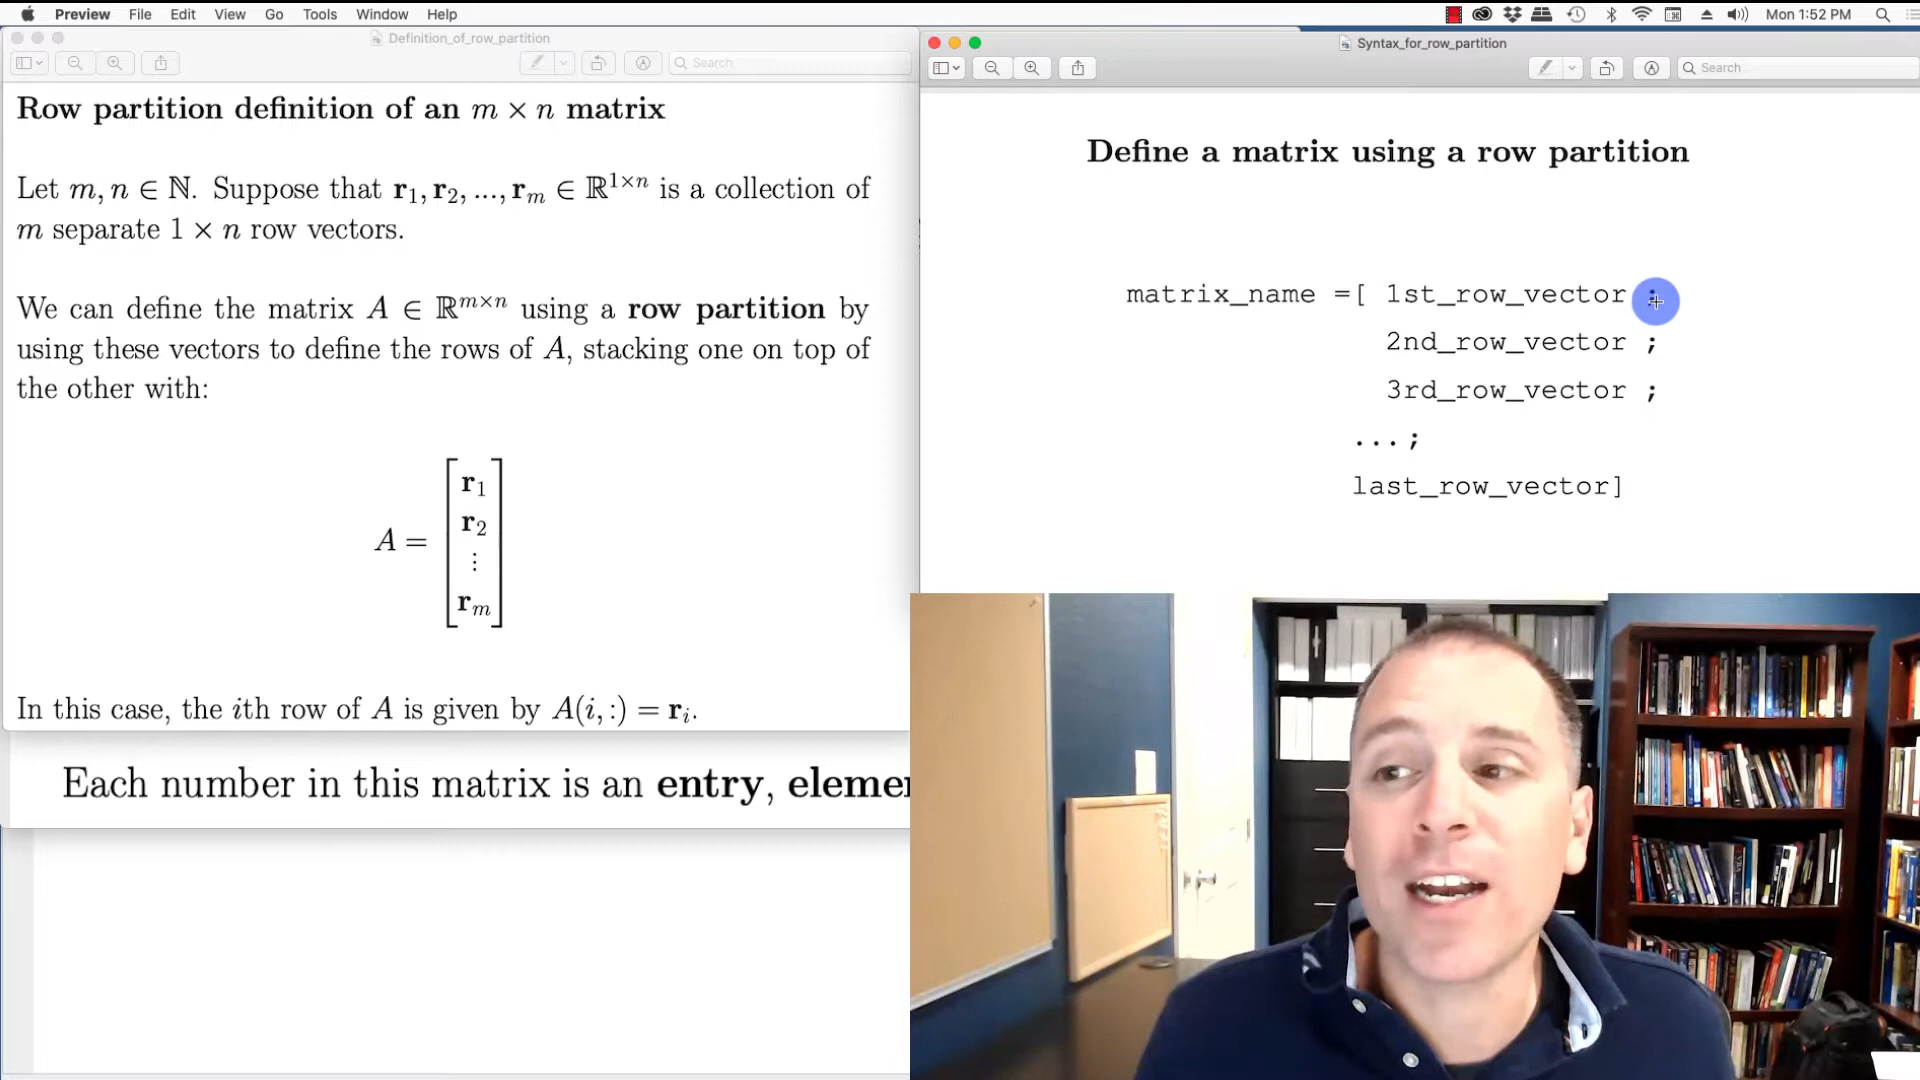 Preview File Edit View Go Tools Window Help
Mon 1:52 PM
Definition_of_row_partition
Search
Row partition definition of an m × n matrix
Let m, n ∈ ℕ. Suppose that r₁, r₂, ..., rₘ ∈ ℝ¹ˣⁿ is a collection of
m separate 1 × n row vectors.
We can define the matrix A ∈ ℝᵐˣⁿ using a row partition by
using these vectors to define the rows of A, stacking one on top of
the other with:
A = [ r₁
r₂
⋮
rₘ ]
In this case, the ith row of A is given by A(i, :) = rᵢ.
Each number in this matrix is an entry, elemen
Syntax_for_row_partition
Search
Define a matrix using a row partition
matrix_name =[ 1st_row_vector ;
2nd_row_vector ;
3rd_row_vector ;
...;
last_row_vector]